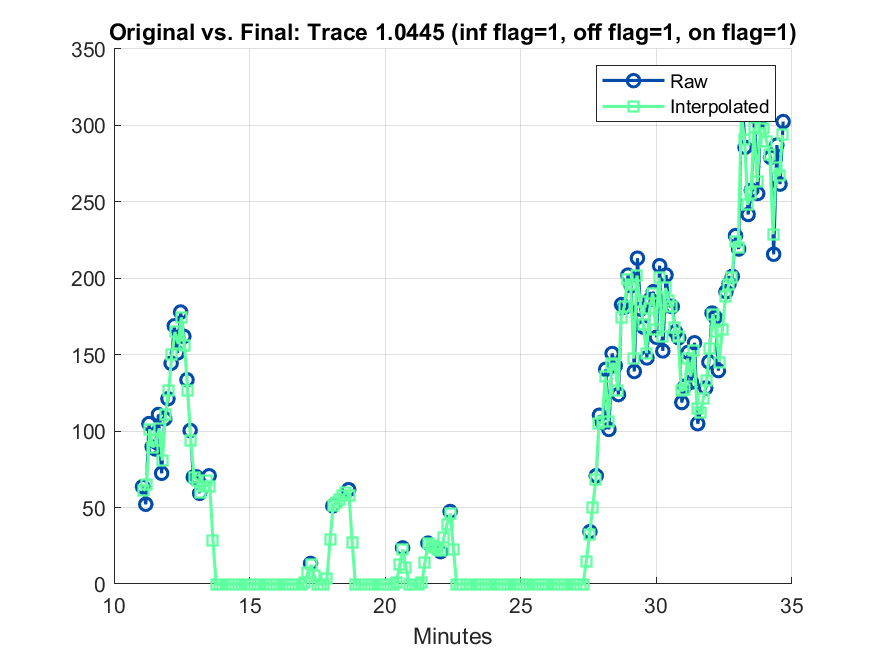 Original vs. Final: Trace 1.0445 (inf flag=1, off flag=1, on flag=1)
350
300
250
200
150
100
50
0
Raw
Interpolated
10 15 20 25 30 35
Minutes